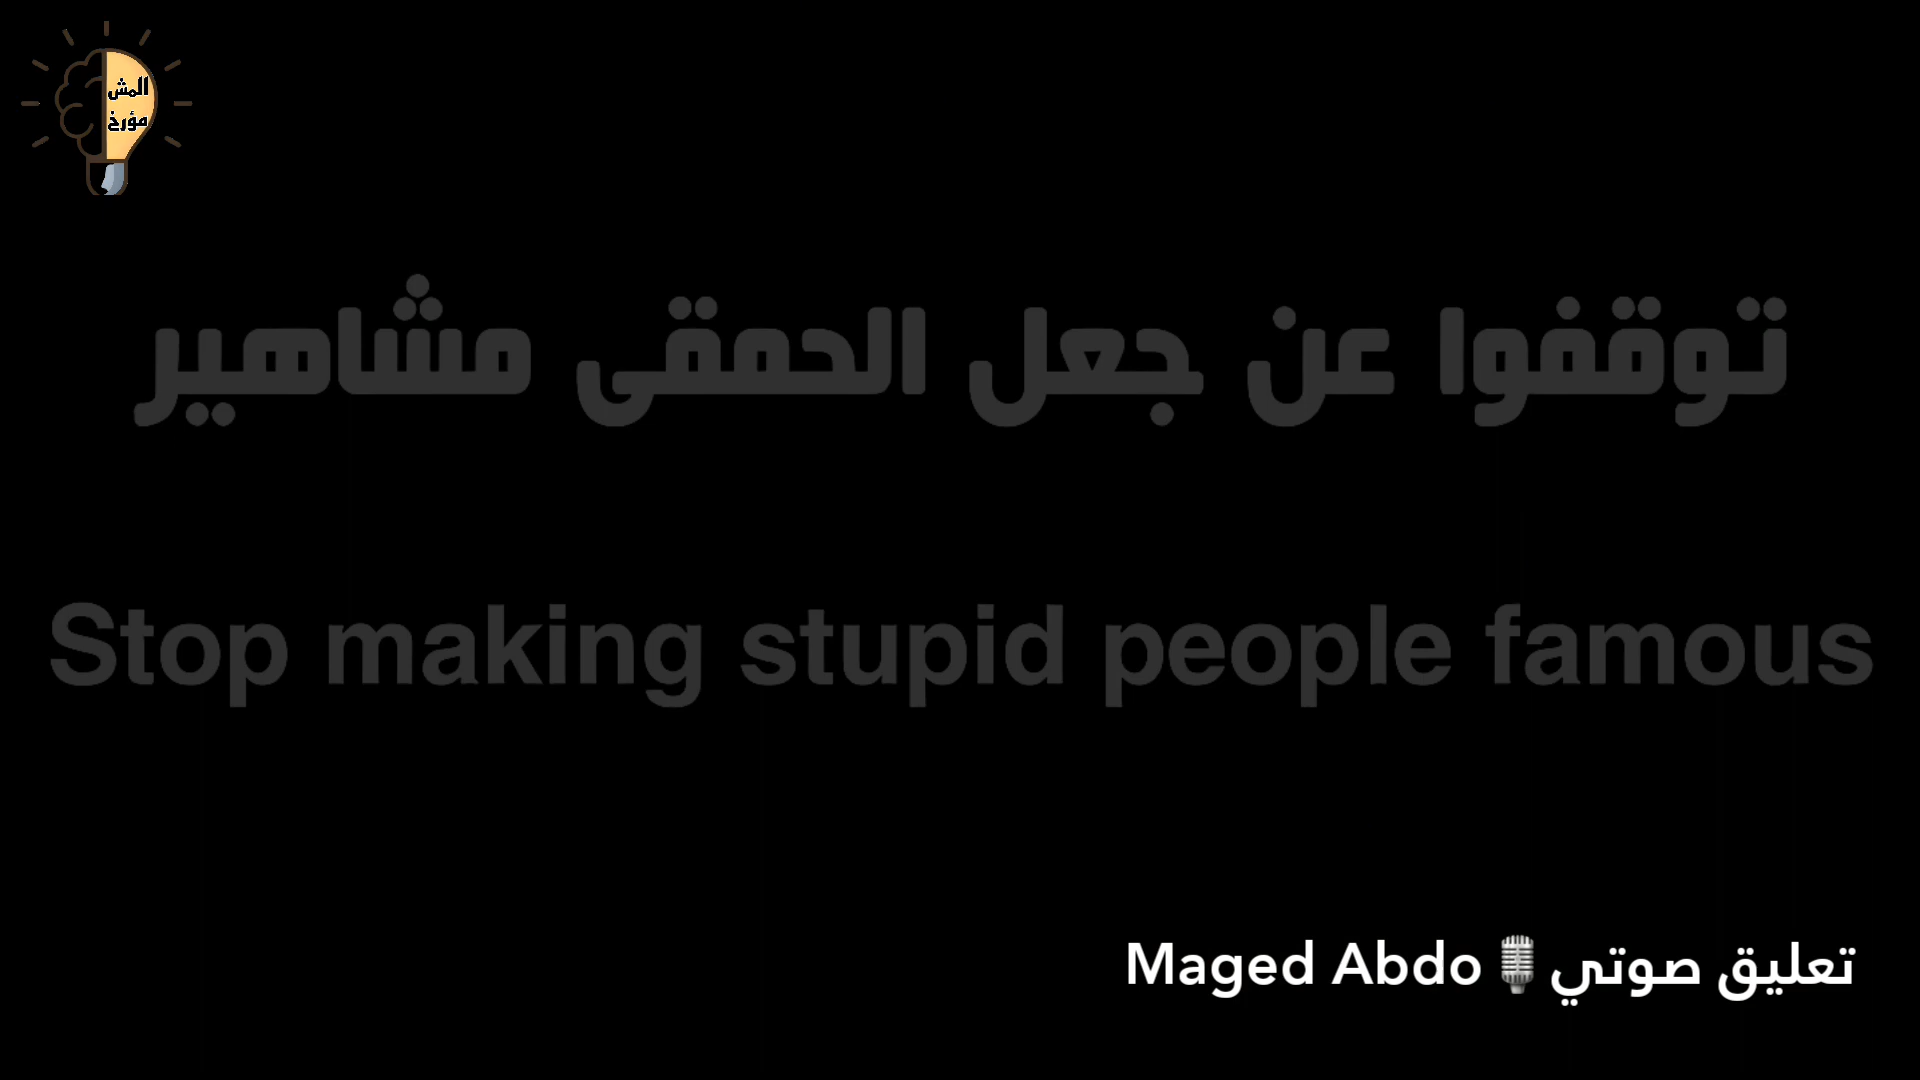 المش
مؤرخ
توقفوا عن جعل الحمقى مشاهير
Stop making stupid people famous
تعليق صوتي🎙️Maged Abdo